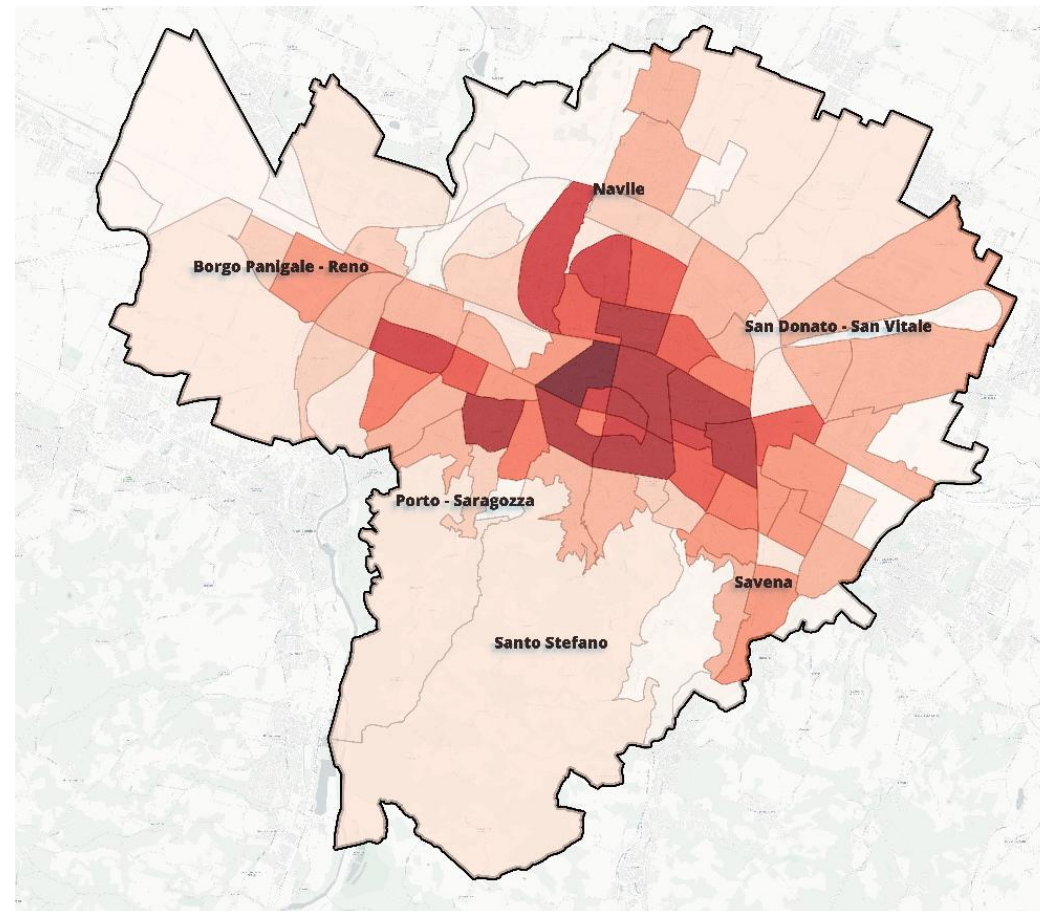 Navile
Borgo Panigale - Reno
San Donato - San Vitale
Porto - Saragozza
Savena
Santo Stefano